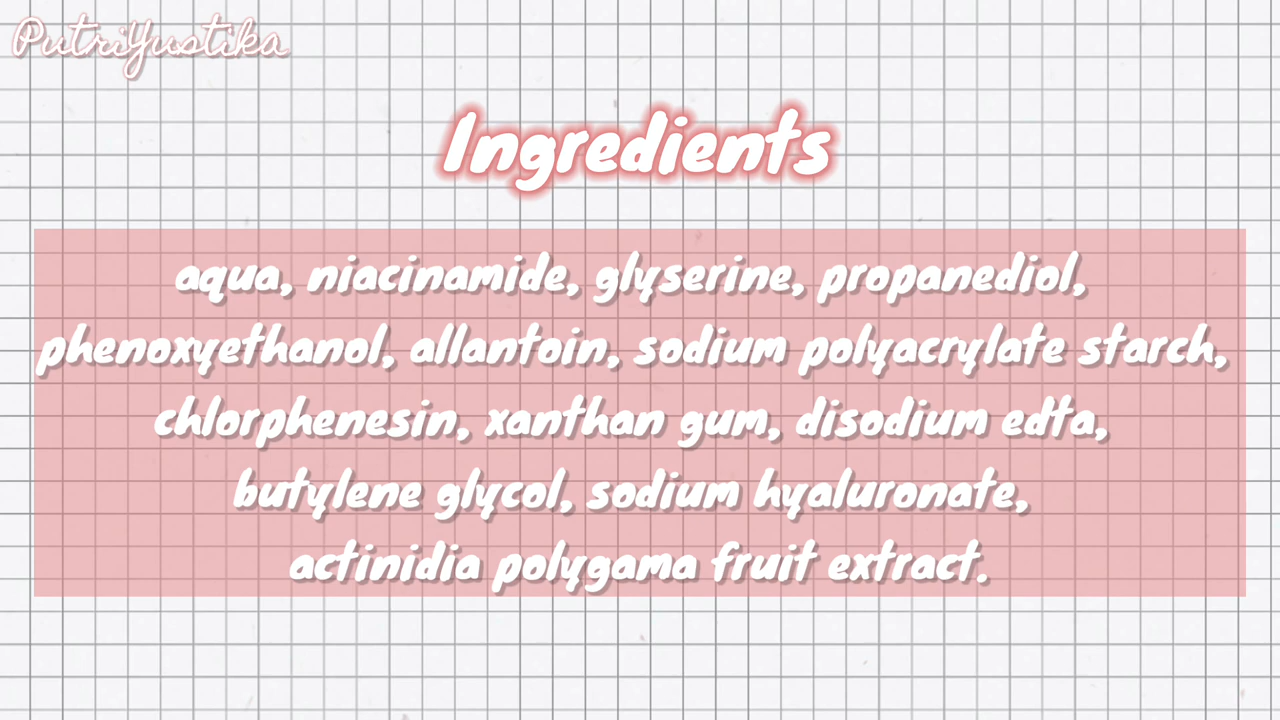 PutriYustika
Ingredients
aqua, niacinamide, glyserine, propanediol,
phenoxyethanol, allantoin, sodium polyacrylate starch,
chlorphenesin, xanthan gum, disodium edta,
butylene glycol, sodium hyaluronate,
actinidia polygama fruit extract.